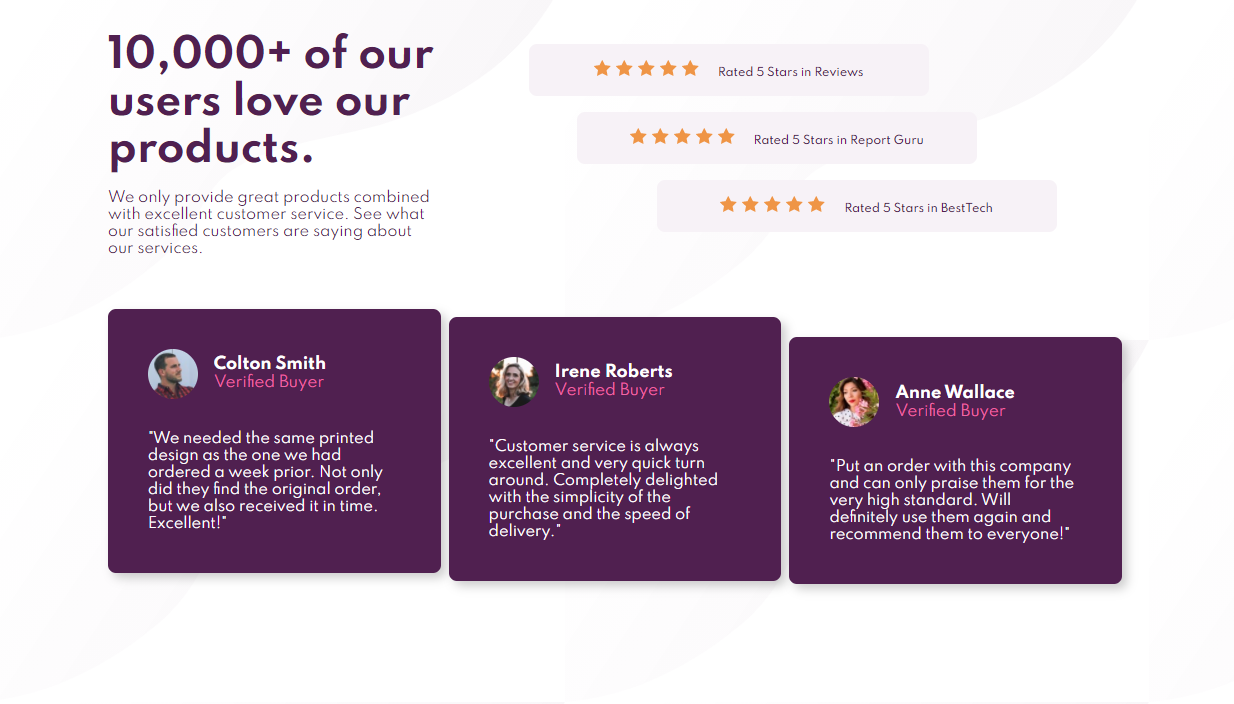 10,000+ of our
users love our
products.
We only provide great products combined
with excellent customer service. See what
our satisfied customers are saying about
our services.
Rated 5 Stars in Reviews
Rated 5 Stars in Report Guru
Rated 5 Stars in BestTech
Colton Smith
Verified Buyer
"We needed the same printed
design as the one we had
ordered a week prior. Not only
did they find the original order,
but we also received it in time.
Excellent!"
Irene Roberts
Verified Buyer
"Customer service is always
excellent and very quick turn
around. Completely delighted
with the simplicity of the
purchase and the speed of
delivery."
Anne Wallace
Verified Buyer
"Put an order with this company
and can only praise them for the
very high standard. Will
definitely use them again and
recommend them to everyone!"